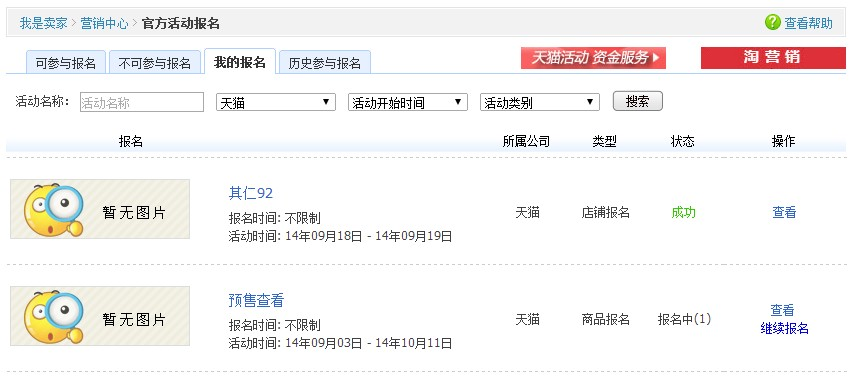 我是卖家 > 营销中心 > 官方活动报名 查看帮助
可参与报名 不可参与报名 我的报名 历史参与报名 天猫活动 资金服务 淘 营 销
活动名称: 活动名称 天猫 活动开始时间 活动类别 搜索
报名 所属公司 类型 状态 操作
暂无图片
其仁92
报名时间: 不限制
活动时间: 14年09月18日 - 14年09月19日
天猫 店铺报名 成功 查看
暂无图片
预售查看
报名时间: 不限制
活动时间: 14年09月03日 - 14年10月11日
天猫 商品报名 报名中(1) 查看
继续报名